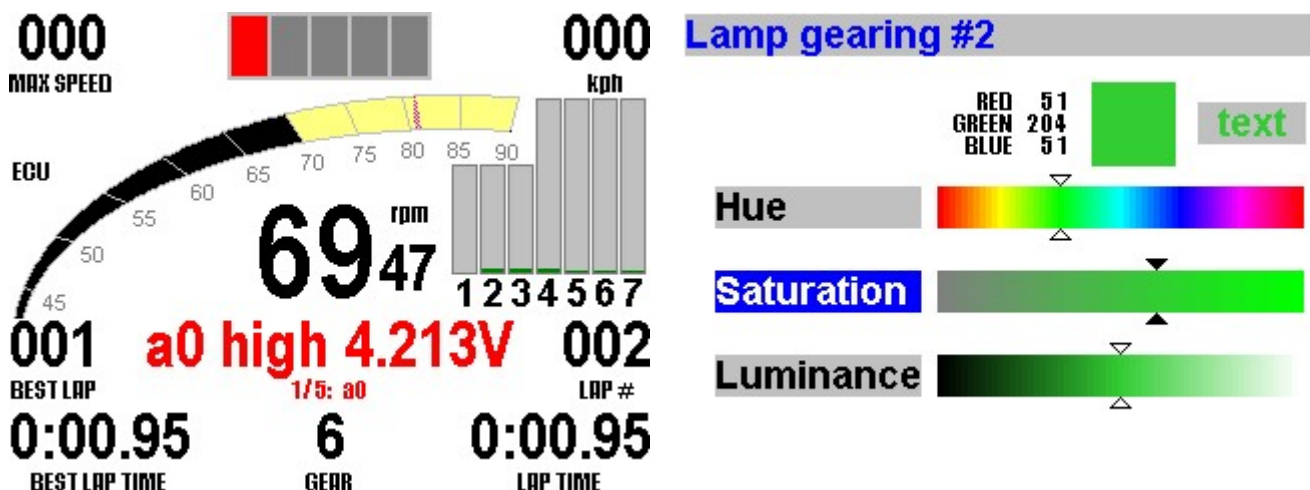 000
000
MAX SPEED
kph
ECU
45
50
55
60
65
70
75
80
85
90
rpm
6947
1 2 3 4 5 6 7
001
a0 high 4.213V
002
BEST LAP
1/5: a0
LAP #
0:00.95
6
0:00.95
BEST LAP TIME
GEAR
LAP TIME
Lamp gearing #2
RED 51
GREEN 204
BLUE 51
text
Hue
Saturation
Luminance